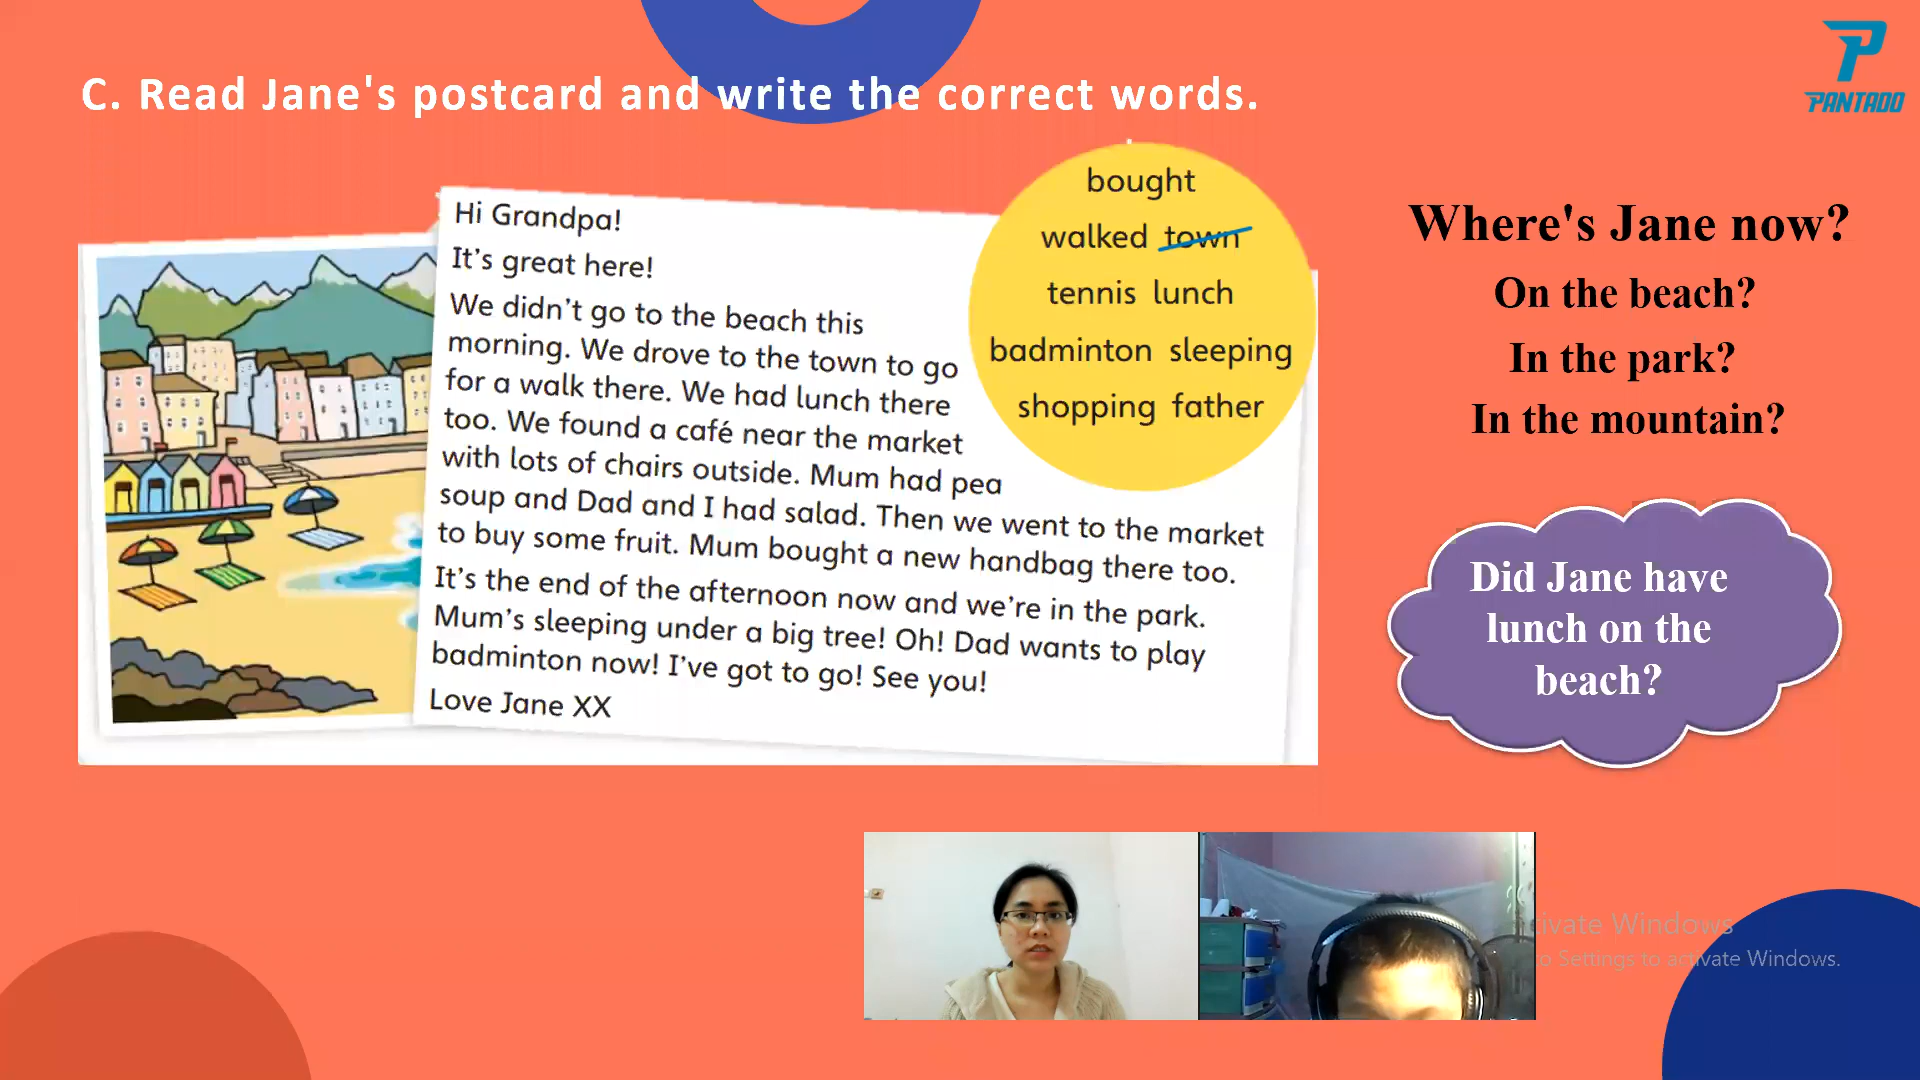 C. Read Jane's postcard and write the correct words.
PANTADO
Hi Grandpa!
It's great here!
We didn't go to the beach this
morning. We drove to the town to go
for a walk there. We had lunch there
too. We found a café near the market
with lots of chairs outside. Mum had pea
soup and Dad and I had salad. Then we went to the market
to buy some fruit. Mum bought a new handbag there too.
It's the end of the afternoon now and we're in the park.
Mum's sleeping under a big tree! Oh! Dad wants to play
badminton now! I've got to go! See you!
Love Jane XX
bought
walked town
tennis lunch
badminton sleeping
shopping father
Where's Jane now?
On the beach?
In the park?
In the mountain?
Did Jane have
lunch on the
beach?
tivate Windows
o Settings to activate Windows.